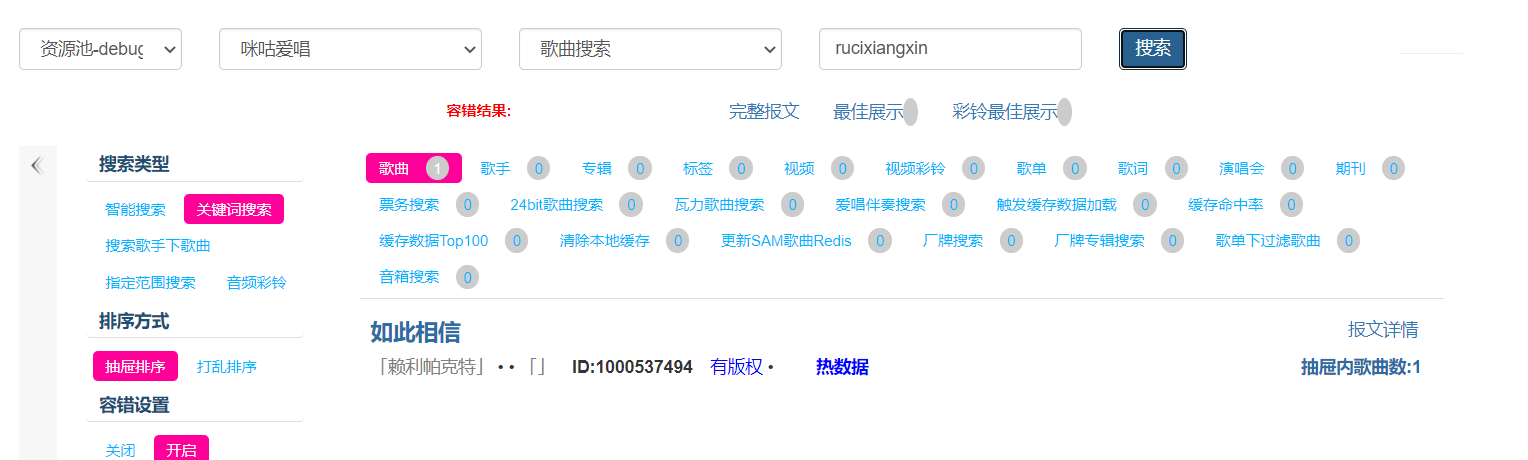 资源池-debug 咪咕爱唱 歌曲搜索 rucixiangxin 搜索
容错结果: 完整报文 最佳展示 彩铃最佳展示
搜索类型
智能搜索 关键词搜索
搜索歌手下歌曲
指定范围搜索 音频彩铃
排序方式
抽屉排序 打乱排序
容错设置
关闭 开启
歌曲 1 歌手 0 专辑 0 标签 0 视频 0 视频彩铃 0 歌单 0 歌词 0 演唱会 0 期刊 0
票务搜索 0 24bit歌曲搜索 0 瓦力歌曲搜索 0 爱唱伴奏搜索 0 触发缓存数据加载 0 缓存命中率 0
缓存数据Top100 0 清除本地缓存 0 更新SAM歌曲Redis 0 厂牌搜索 0 厂牌专辑搜索 0 歌单下过滤歌曲 0
音箱搜索 0
如此相信 报文详情
「赖利帕克特」 • • 「」 ID:1000537494 有版权 • 热数据 抽屉内歌曲数:1